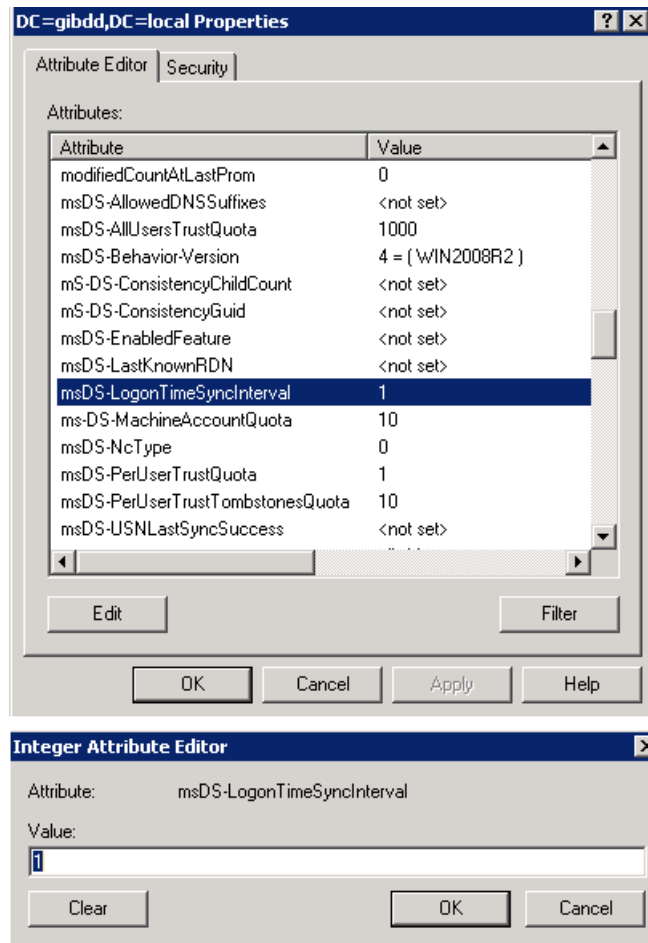 DC=gibdd,DC=local Properties
Attribute Editor Security
Attributes:
Attribute Value
modifiedCountAtLastProm 0
msDS-AllowedDNSSuffixes <not set>
msDS-AllUsersTrustQuota 1000
msDS-Behavior-Version 4 = ( WIN2008R2 )
mS-DS-ConsistencyChildCount <not set>
mS-DS-ConsistencyGuid <not set>
msDS-EnabledFeature <not set>
msDS-LastKnownRDN <not set>
msDS-LogonTimeSyncInterval 1
ms-DS-MachineAccountQuota 10
msDS-NcType 0
msDS-PerUserTrustQuota 1
msDS-PerUserTrustTombstonesQuota 10
msDS-USNLastSyncSuccess <not set>
Edit Filter
OK Cancel Apply Help
Integer Attribute Editor
Attribute: msDS-LogonTimeSyncInterval
Value:
1
Clear OK Cancel